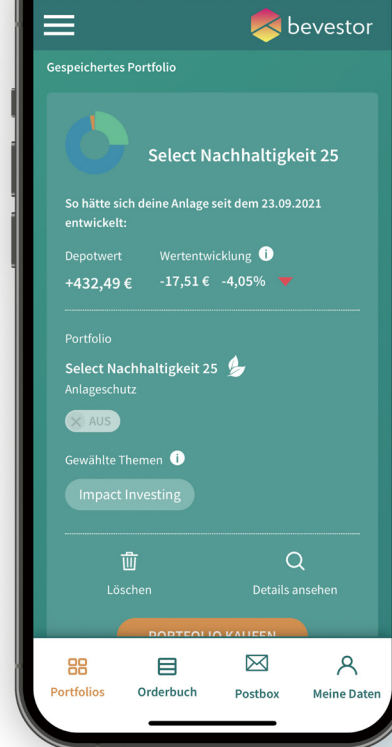 bevestor
Gespeichertes Portfolio
Select Nachhaltigkeit 25
So hätte sich deine Anlage seit dem 23.09.2021
entwickelt:
Depotwert Wertentwicklung i
+432,49 € -17,51 € -4,05%
Portfolio
Select Nachhaltigkeit 25
Anlageschutz
AUS
Gewählte Themen i
Impact Investing
Löschen Details ansehen
PORTFOLIO KAUFEN
Portfolios Orderbuch Postbox Meine Daten